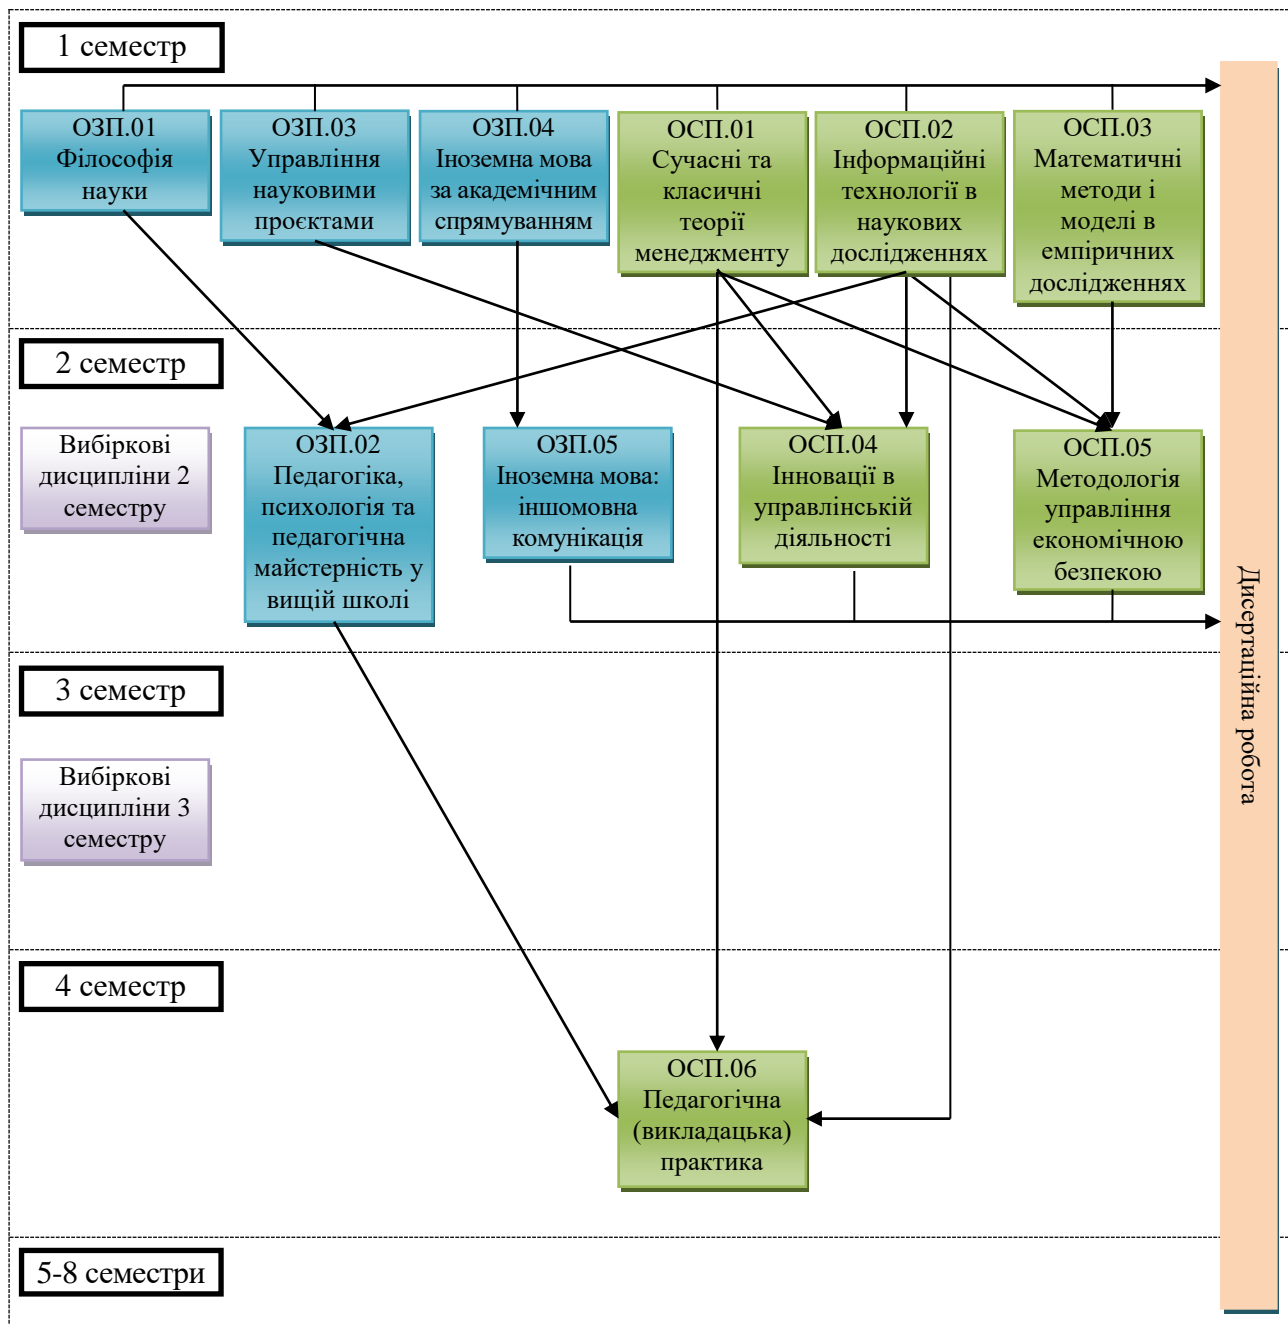 1 семестр
ОЗП.01
Філософія
науки
ОЗП.03
Управління
науковими
проєктами
ОЗП.04
Іноземна мова
за академічним
спрямуванням
ОСП.01
Сучасні та
класичні
теорії
менеджменту
ОСП.02
Інформаційні
технології в
наукових
дослідженнях
ОСП.03
Математичні
методи і
моделі в
емпіричних
дослідженнях
2 семестр
Вибіркові
дисципліни 2
семестру
ОЗП.02
Педагогіка,
психологія та
педагогічна
майстерність у
вищій школі
ОЗП.05
Іноземна мова:
іншомовна
комунікація
ОСП.04
Інновації в
управлінській
діяльності
ОСП.05
Методологія
управління
економічною
безпекою
Дисертаційна робота
3 семестр
Вибіркові
дисципліни 3
семестру
4 семестр
ОСП.06
Педагогічна
(викладацька)
практика
5-8 семестри